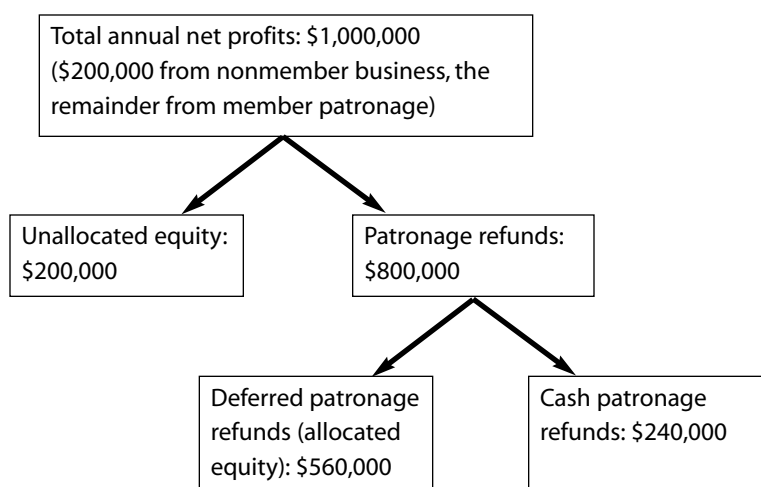 Total annual net profits: $1,000,000
($200,000 from nonmember business, the
remainder from member patronage)
Unallocated equity:
$200,000
Patronage refunds:
$800,000
Deferred patronage
refunds (allocated
equity): $560,000
Cash patronage
refunds: $240,000